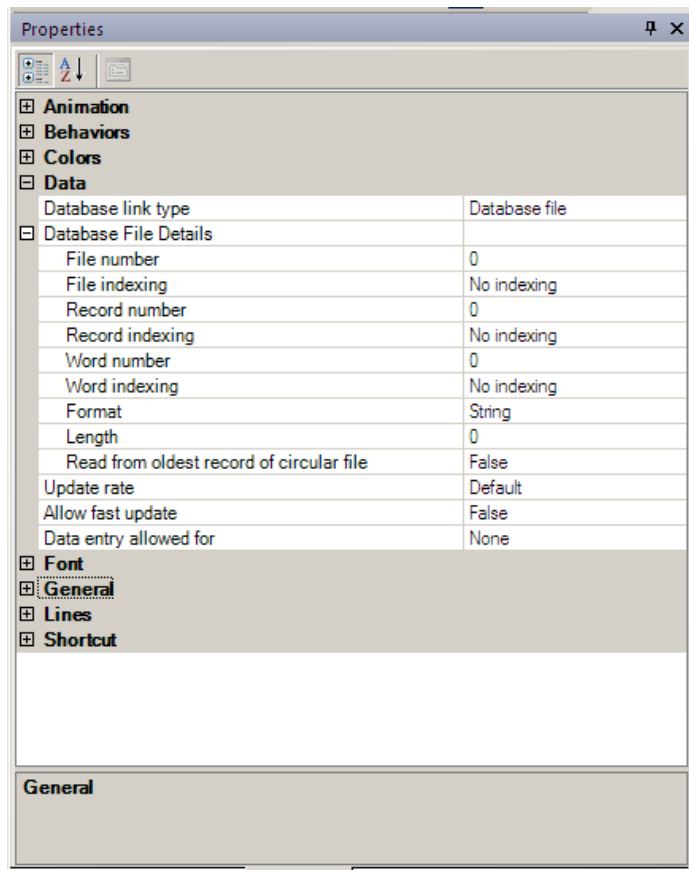 Properties
A
Z
Animation
Behaviors
Colors
Data
Database link type Database file
Database File Details
File number 0
File indexing No indexing
Record number 0
Record indexing No indexing
Word number 0
Word indexing No indexing
Format String
Length 0
Read from oldest record of circular file False
Update rate Default
Allow fast update False
Data entry allowed for None
Font
General
Lines
Shortcut
General